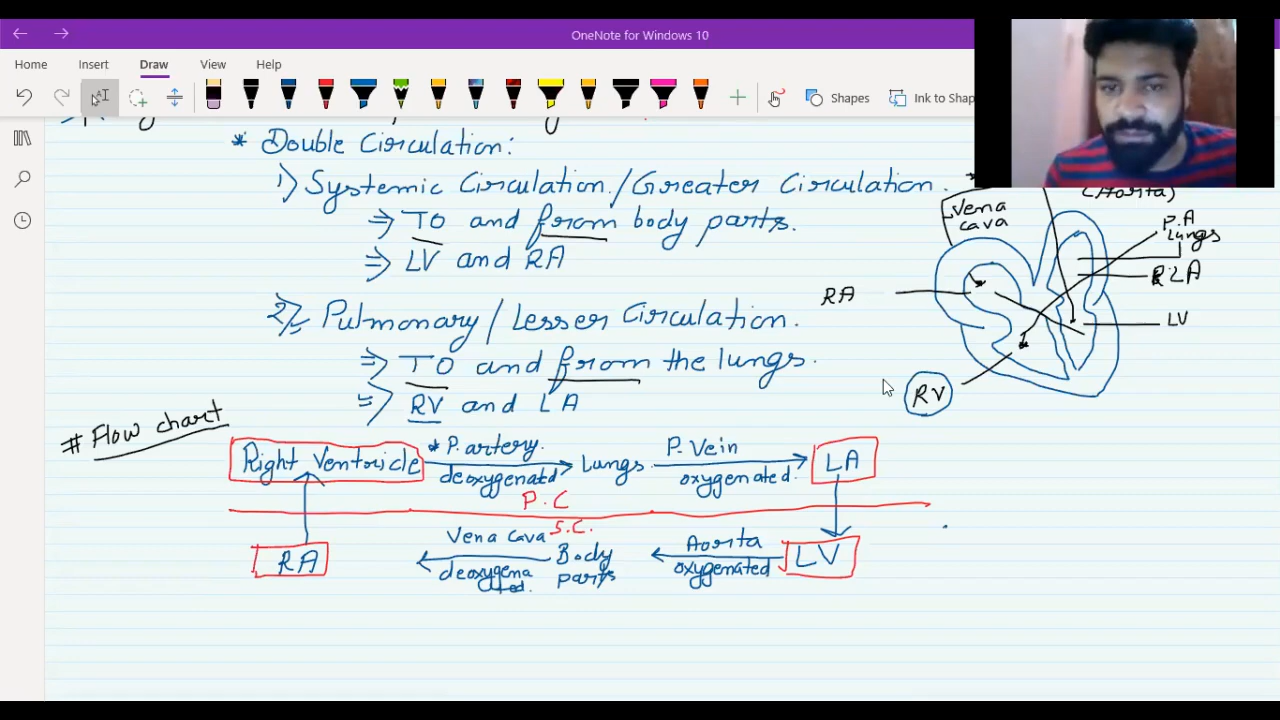 OneNote for Windows 10
Home Insert Draw View Help
Shapes Ink to Shap
* Double Circulation:
1) Systemic Circulation./Greater Circulation.
⇒ TO and from body parts.
⇒ LV and RA
2) Pulmonary/Lesser Circulation.
⇒ TO and from the lungs.
⇒ RV and LA
(Aorta)
Vena
cava
P.A
Lungs
LA
RA
LV
RV
# Flow chart
Right Ventricle *P.artery. Lungs P.Vein LA
deoxygenated oxygenated.
P.C
S.C.
RA Vena Cava Body Aorta LV
deoxygena parts oxygenated
ted.